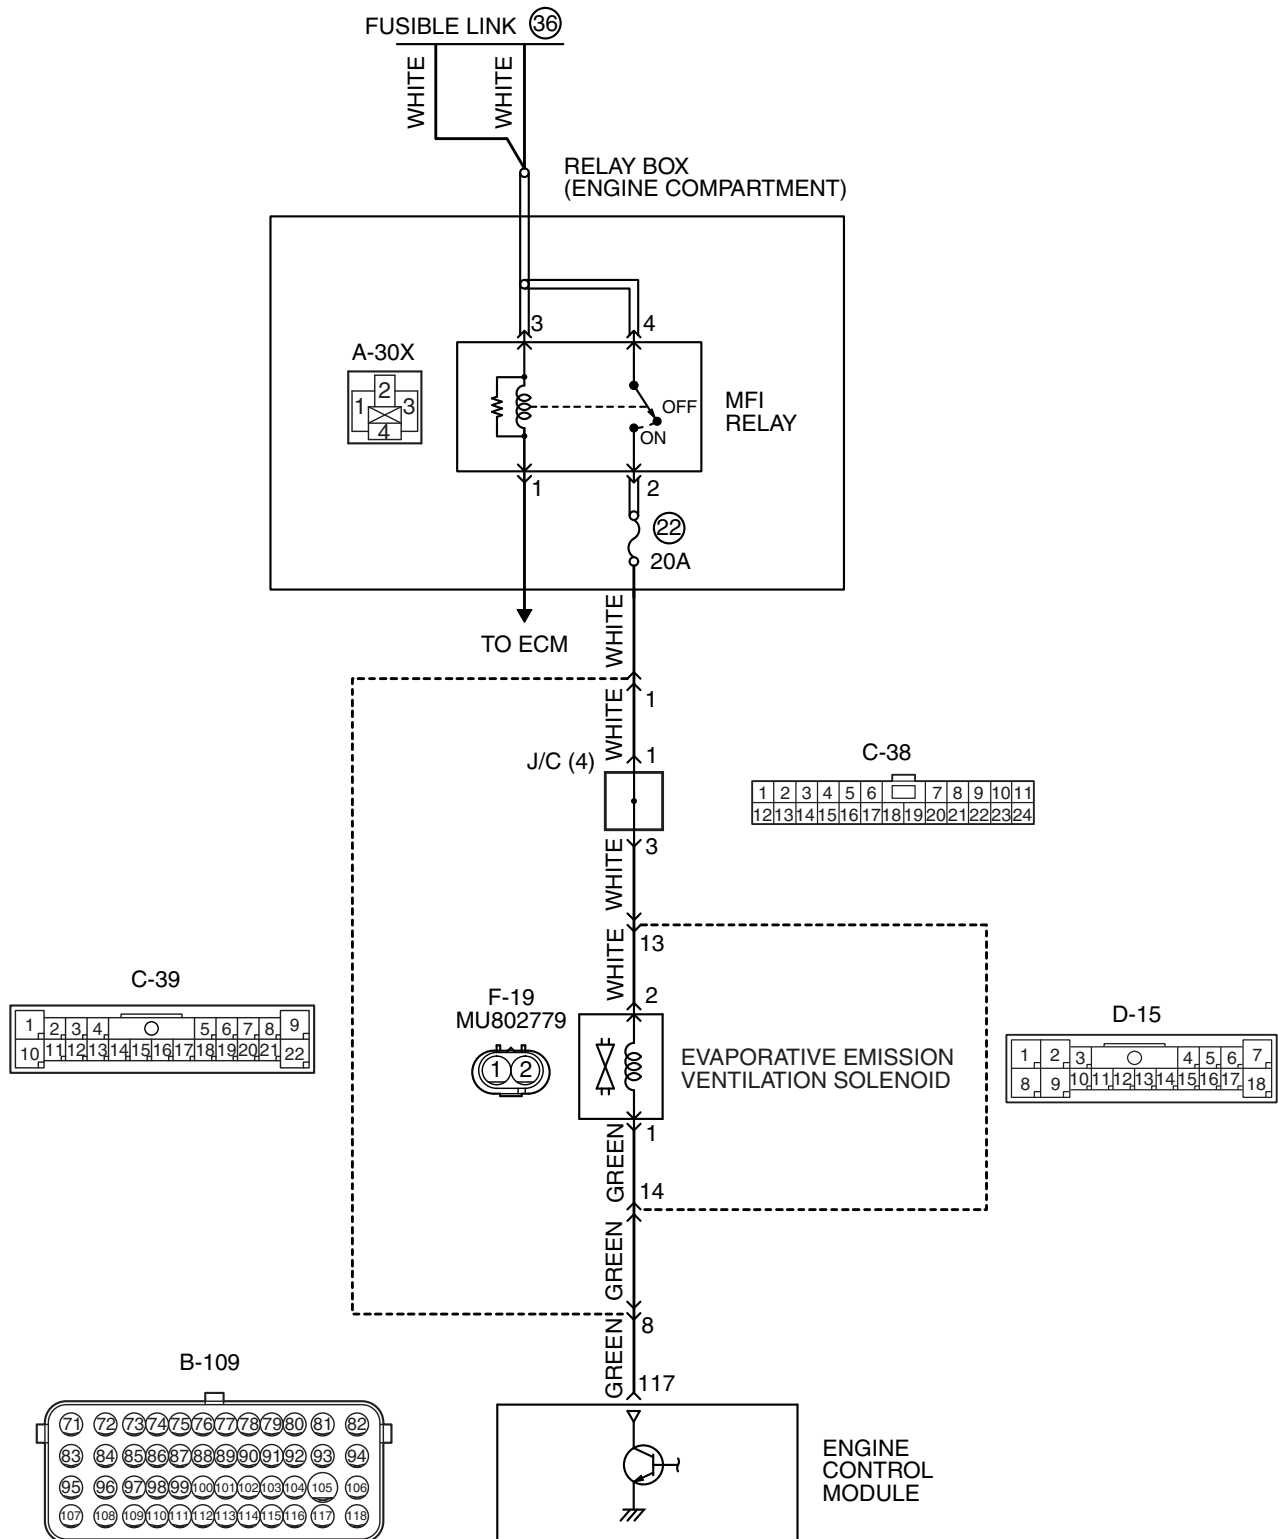 FUSIBLE LINK 36
WHITE
WHITE
RELAY BOX
(ENGINE COMPARTMENT)
3
4
A-30X
1
2
3
4
OFF
ON
MFI
RELAY
1
2
22
20A
TO ECM
WHITE
1
WHITE
J/C (4)
1
3
C-38
1 2 3 4 5 6 7 8 9 10 11
12 13 14 15 16 17 18 19 20 21 22 23 24
WHITE
13
WHITE
2
C-39
1 2 3 4 5 6 7 8 9
10 11 12 13 14 15 16 17 18 19 20 21 22
F-19
MU802779
1 2
EVAPORATIVE EMISSION
VENTILATION SOLENOID
D-15
1 2 3 4 5 6 7
8 9 10 11 12 13 14 15 16 17 18
1
GREEN
14
GREEN
8
GREEN
117
B-109
71 72 73 74 75 76 77 78 79 80 81 82
83 84 85 86 87 88 89 90 91 92 93 94
95 96 97 98 99 100 101 102 103 104 105 106
107 108 109 110 111 112 113 114 115 116 117 118
ENGINE
CONTROL
MODULE